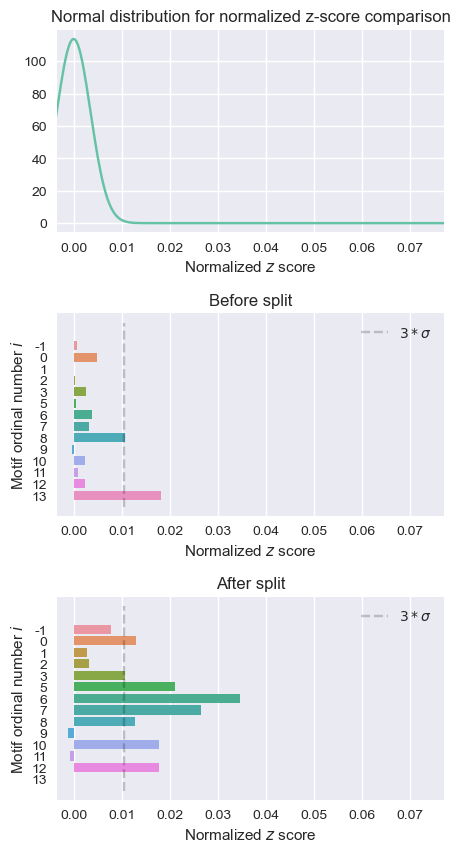 Normal distribution for normalized z-score comparison
100
80
60
40
20
0
0.00 0.01 0.02 0.03 0.04 0.05 0.06 0.07
Normalized z score
Before split
Motif ordinal number i
-1
0
1
2
3
5
6
7
8
9
10
11
12
13
3 * σ
0.00 0.01 0.02 0.03 0.04 0.05 0.06 0.07
Normalized z score
After split
Motif ordinal number i
-1
0
1
2
3
5
6
7
8
9
10
11
12
13
3 * σ
0.00 0.01 0.02 0.03 0.04 0.05 0.06 0.07
Normalized z score